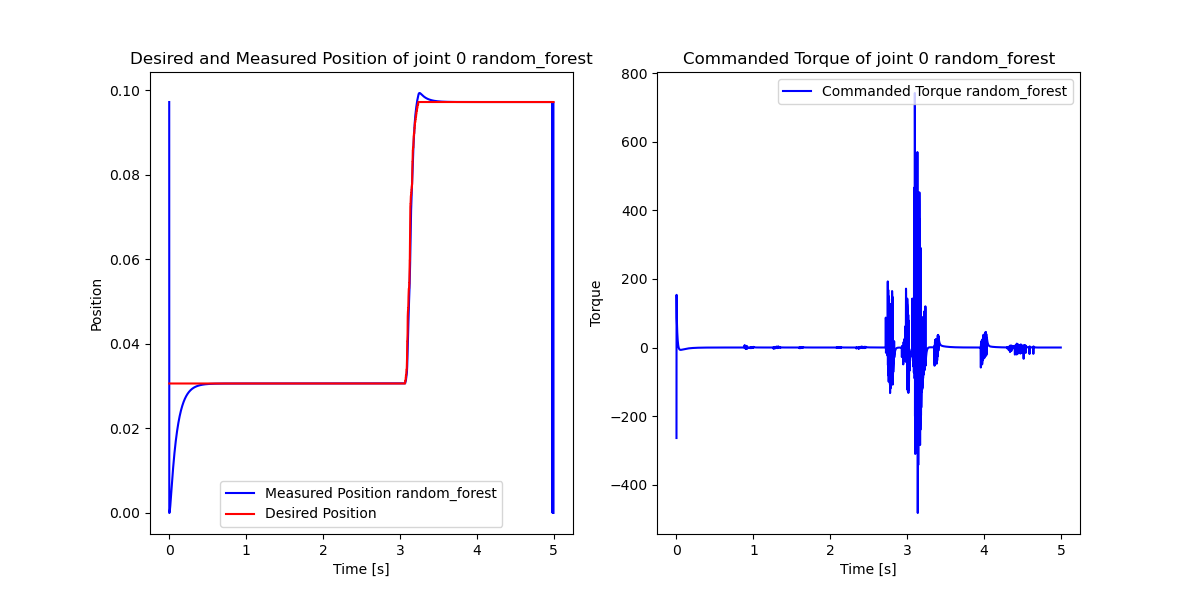 Desired and Measured Position of joint 0 random_forest
Position
0.10
0.08
0.06
0.04
0.02
0.00
Measured Position random_forest
Desired Position
0 1 2 3 4 5
Time [s]
Commanded Torque of joint 0 random_forest
Torque
800
600
400
200
0
−200
−400
Commanded Torque random_forest
0 1 2 3 4 5
Time [s]